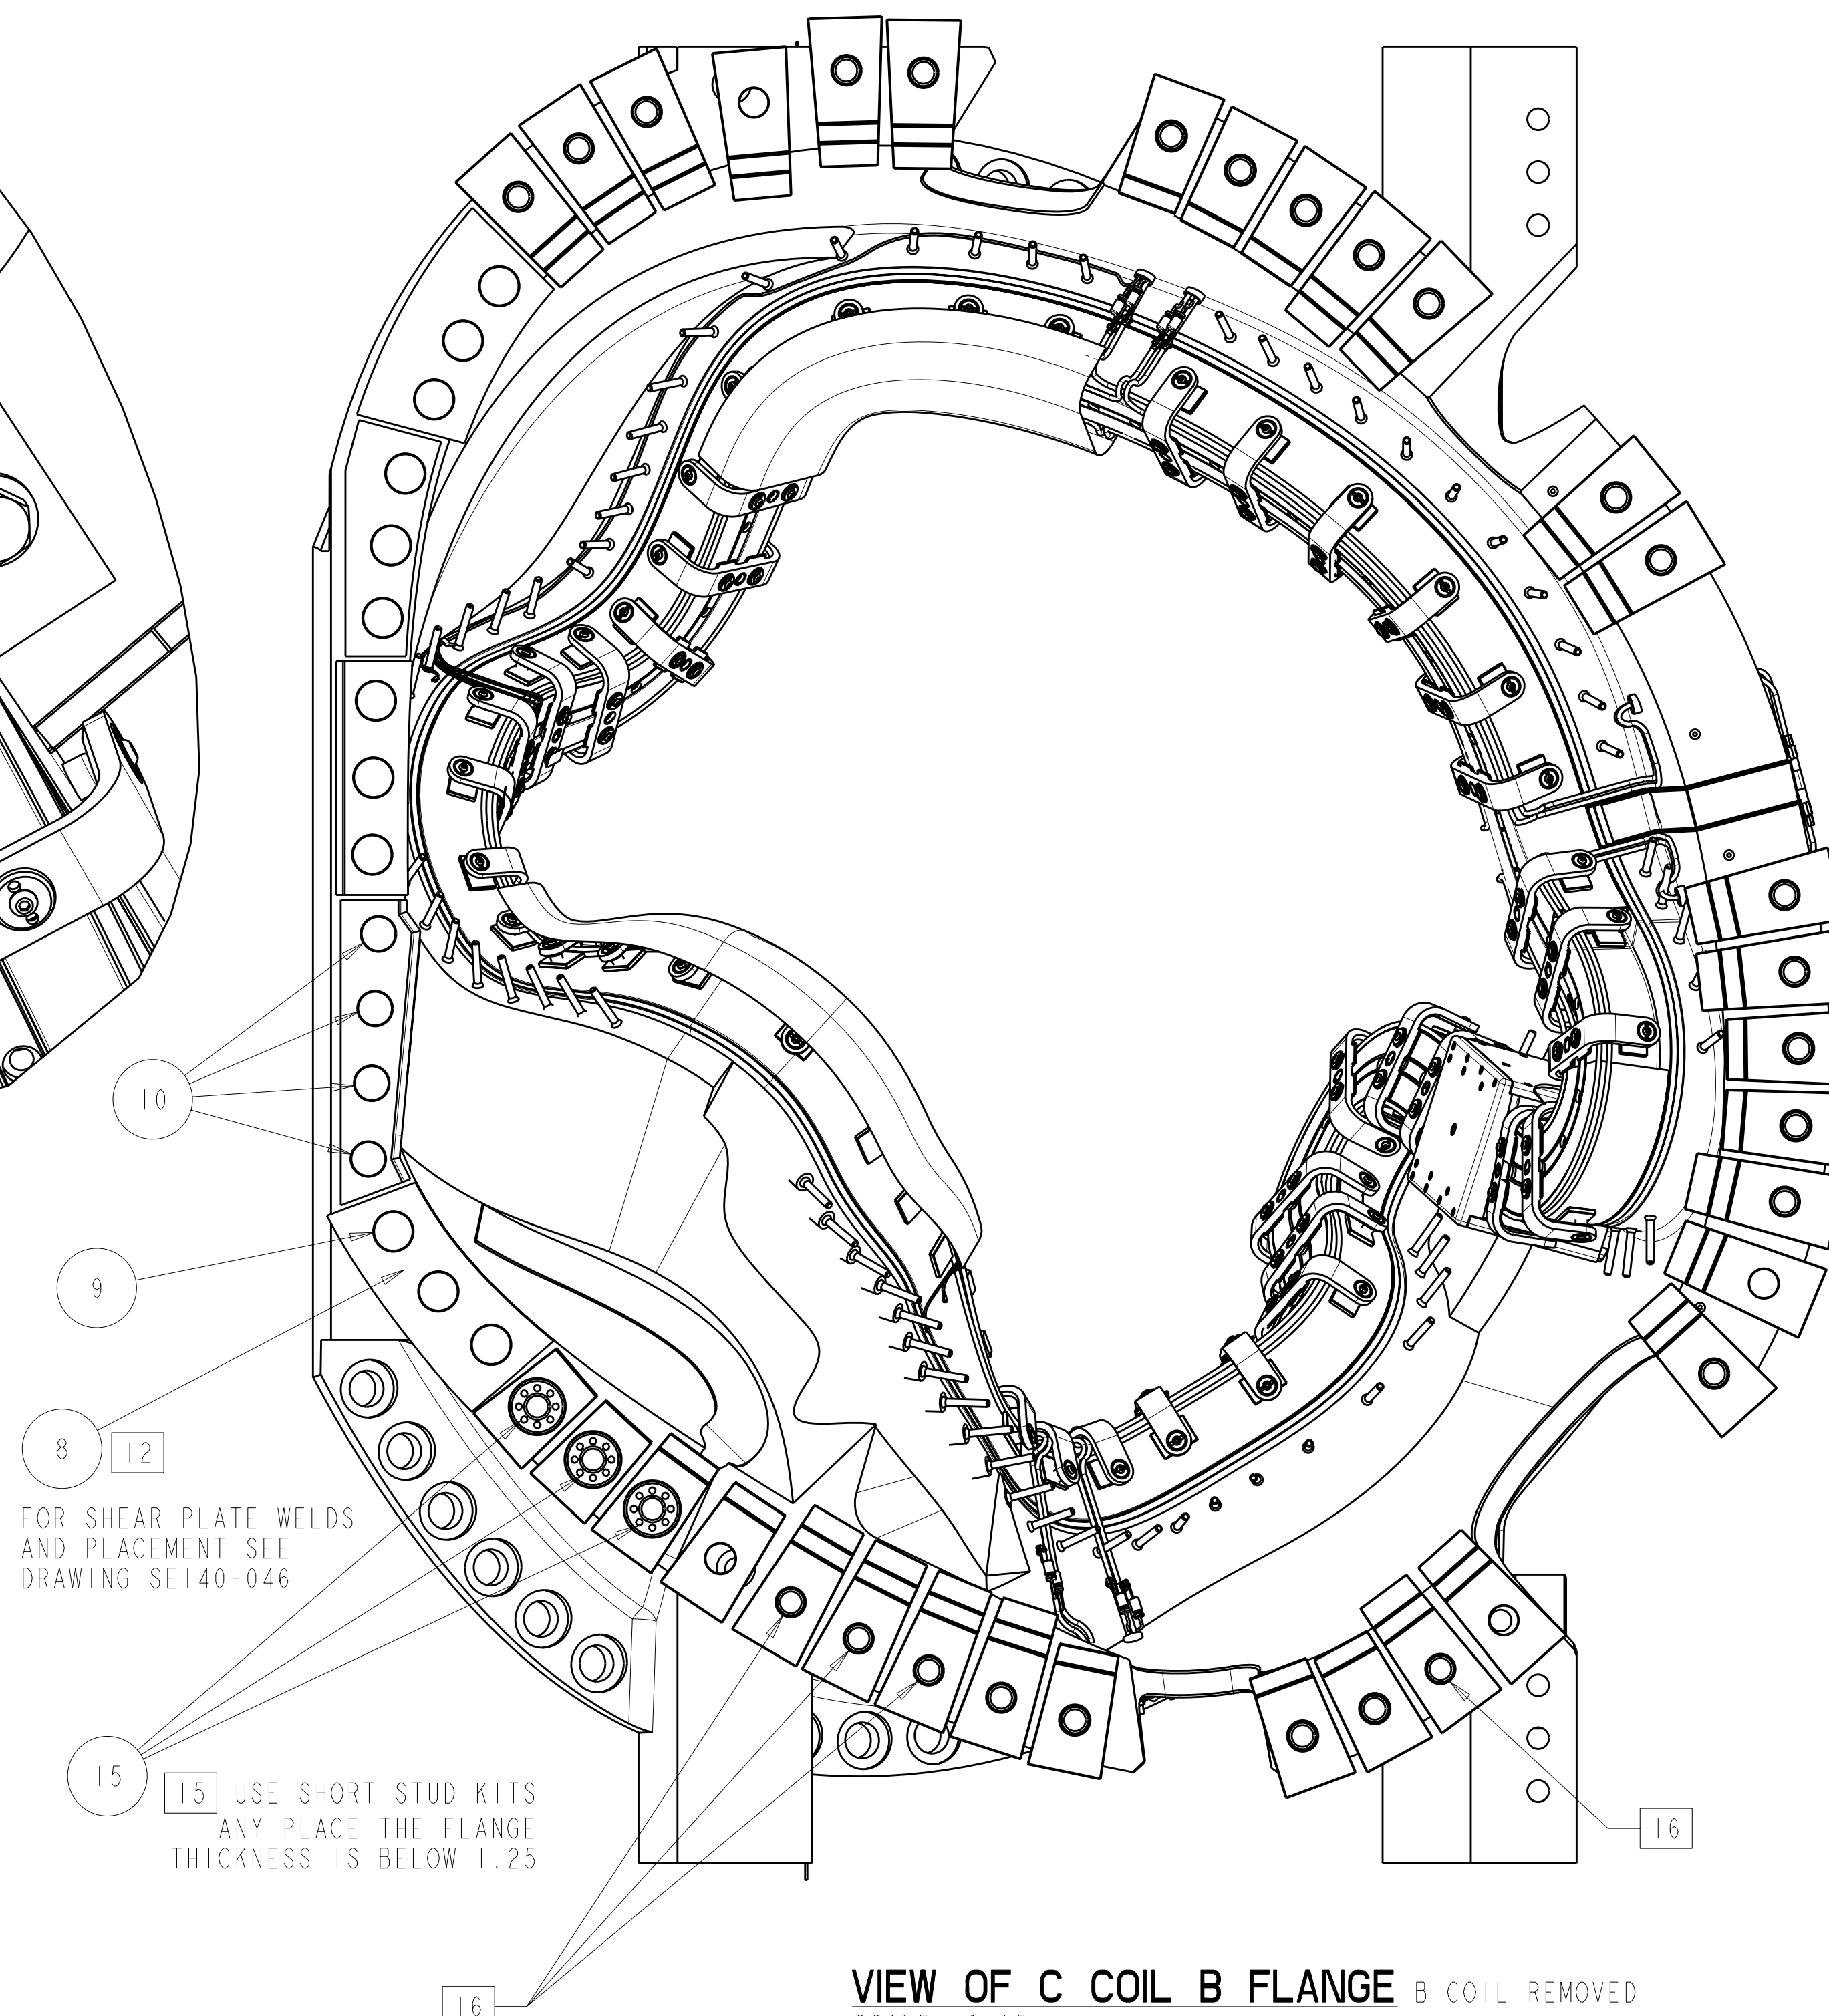 10
9
8 12
FOR SHEAR PLATE WELDS
AND PLACEMENT SEE
DRAWING SE140-046
15
15 USE SHORT STUD KITS
ANY PLACE THE FLANGE
THICKNESS IS BELOW 1.25
16
16
VIEW OF C COIL B FLANGE B COIL REMOVED